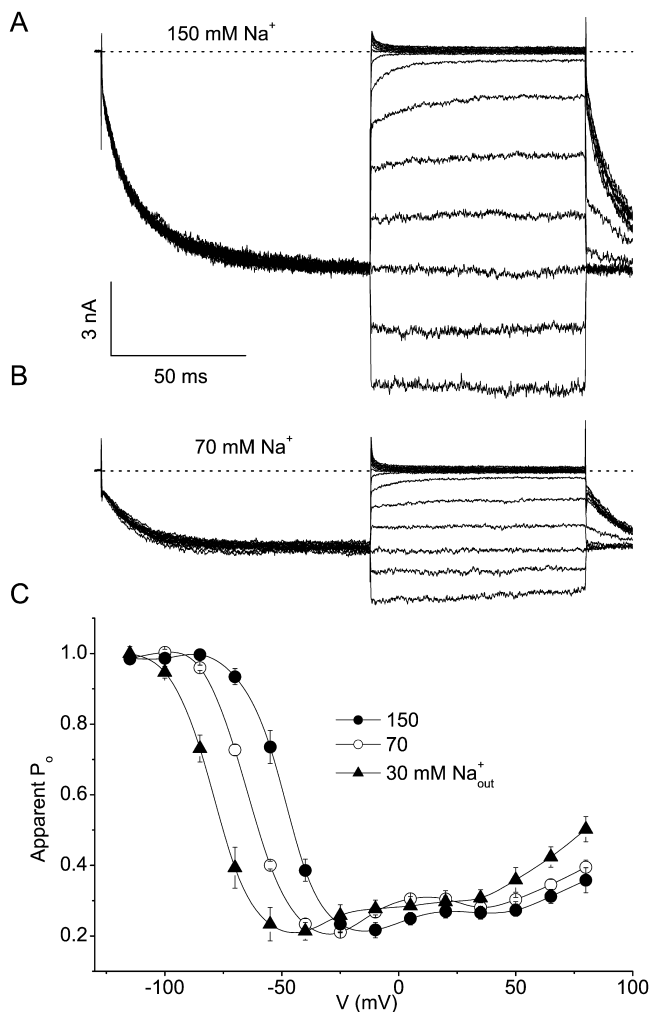 A
150 mM Na⁺
3 nA
50 ms
B
70 mM Na⁺
C
1.0
0.8
0.6
0.4
0.2
Apparent Pₒ
150
70
30 mM Na⁺out
-100
-50
0
50
100
V (mV)